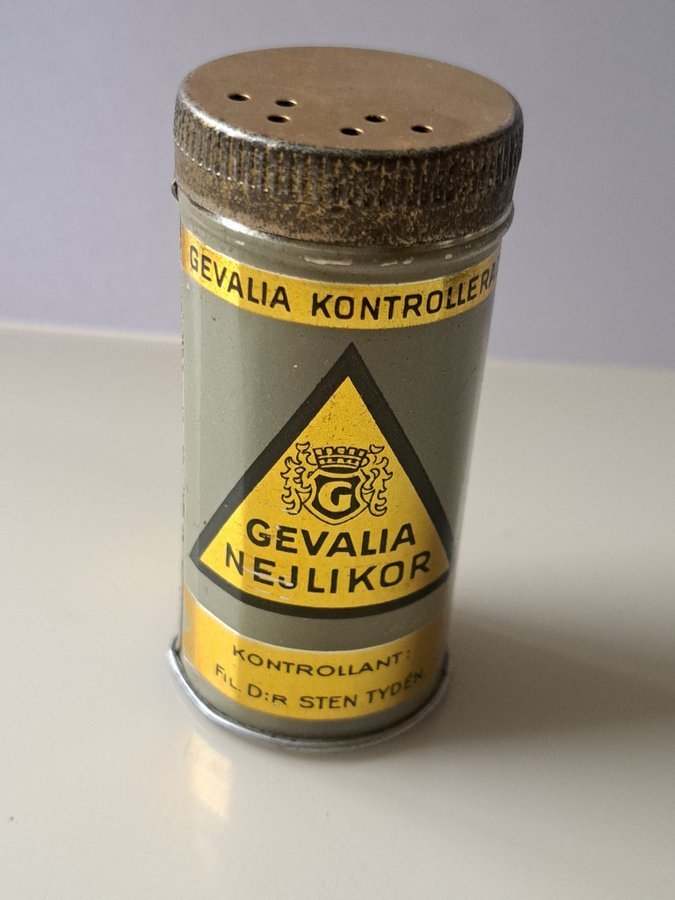 GEVALIA KONTROLLERA
G
GEVALIA
NEJLIKOR
KONTROLLANT:
FIL. D:R STEN TYDÉN.